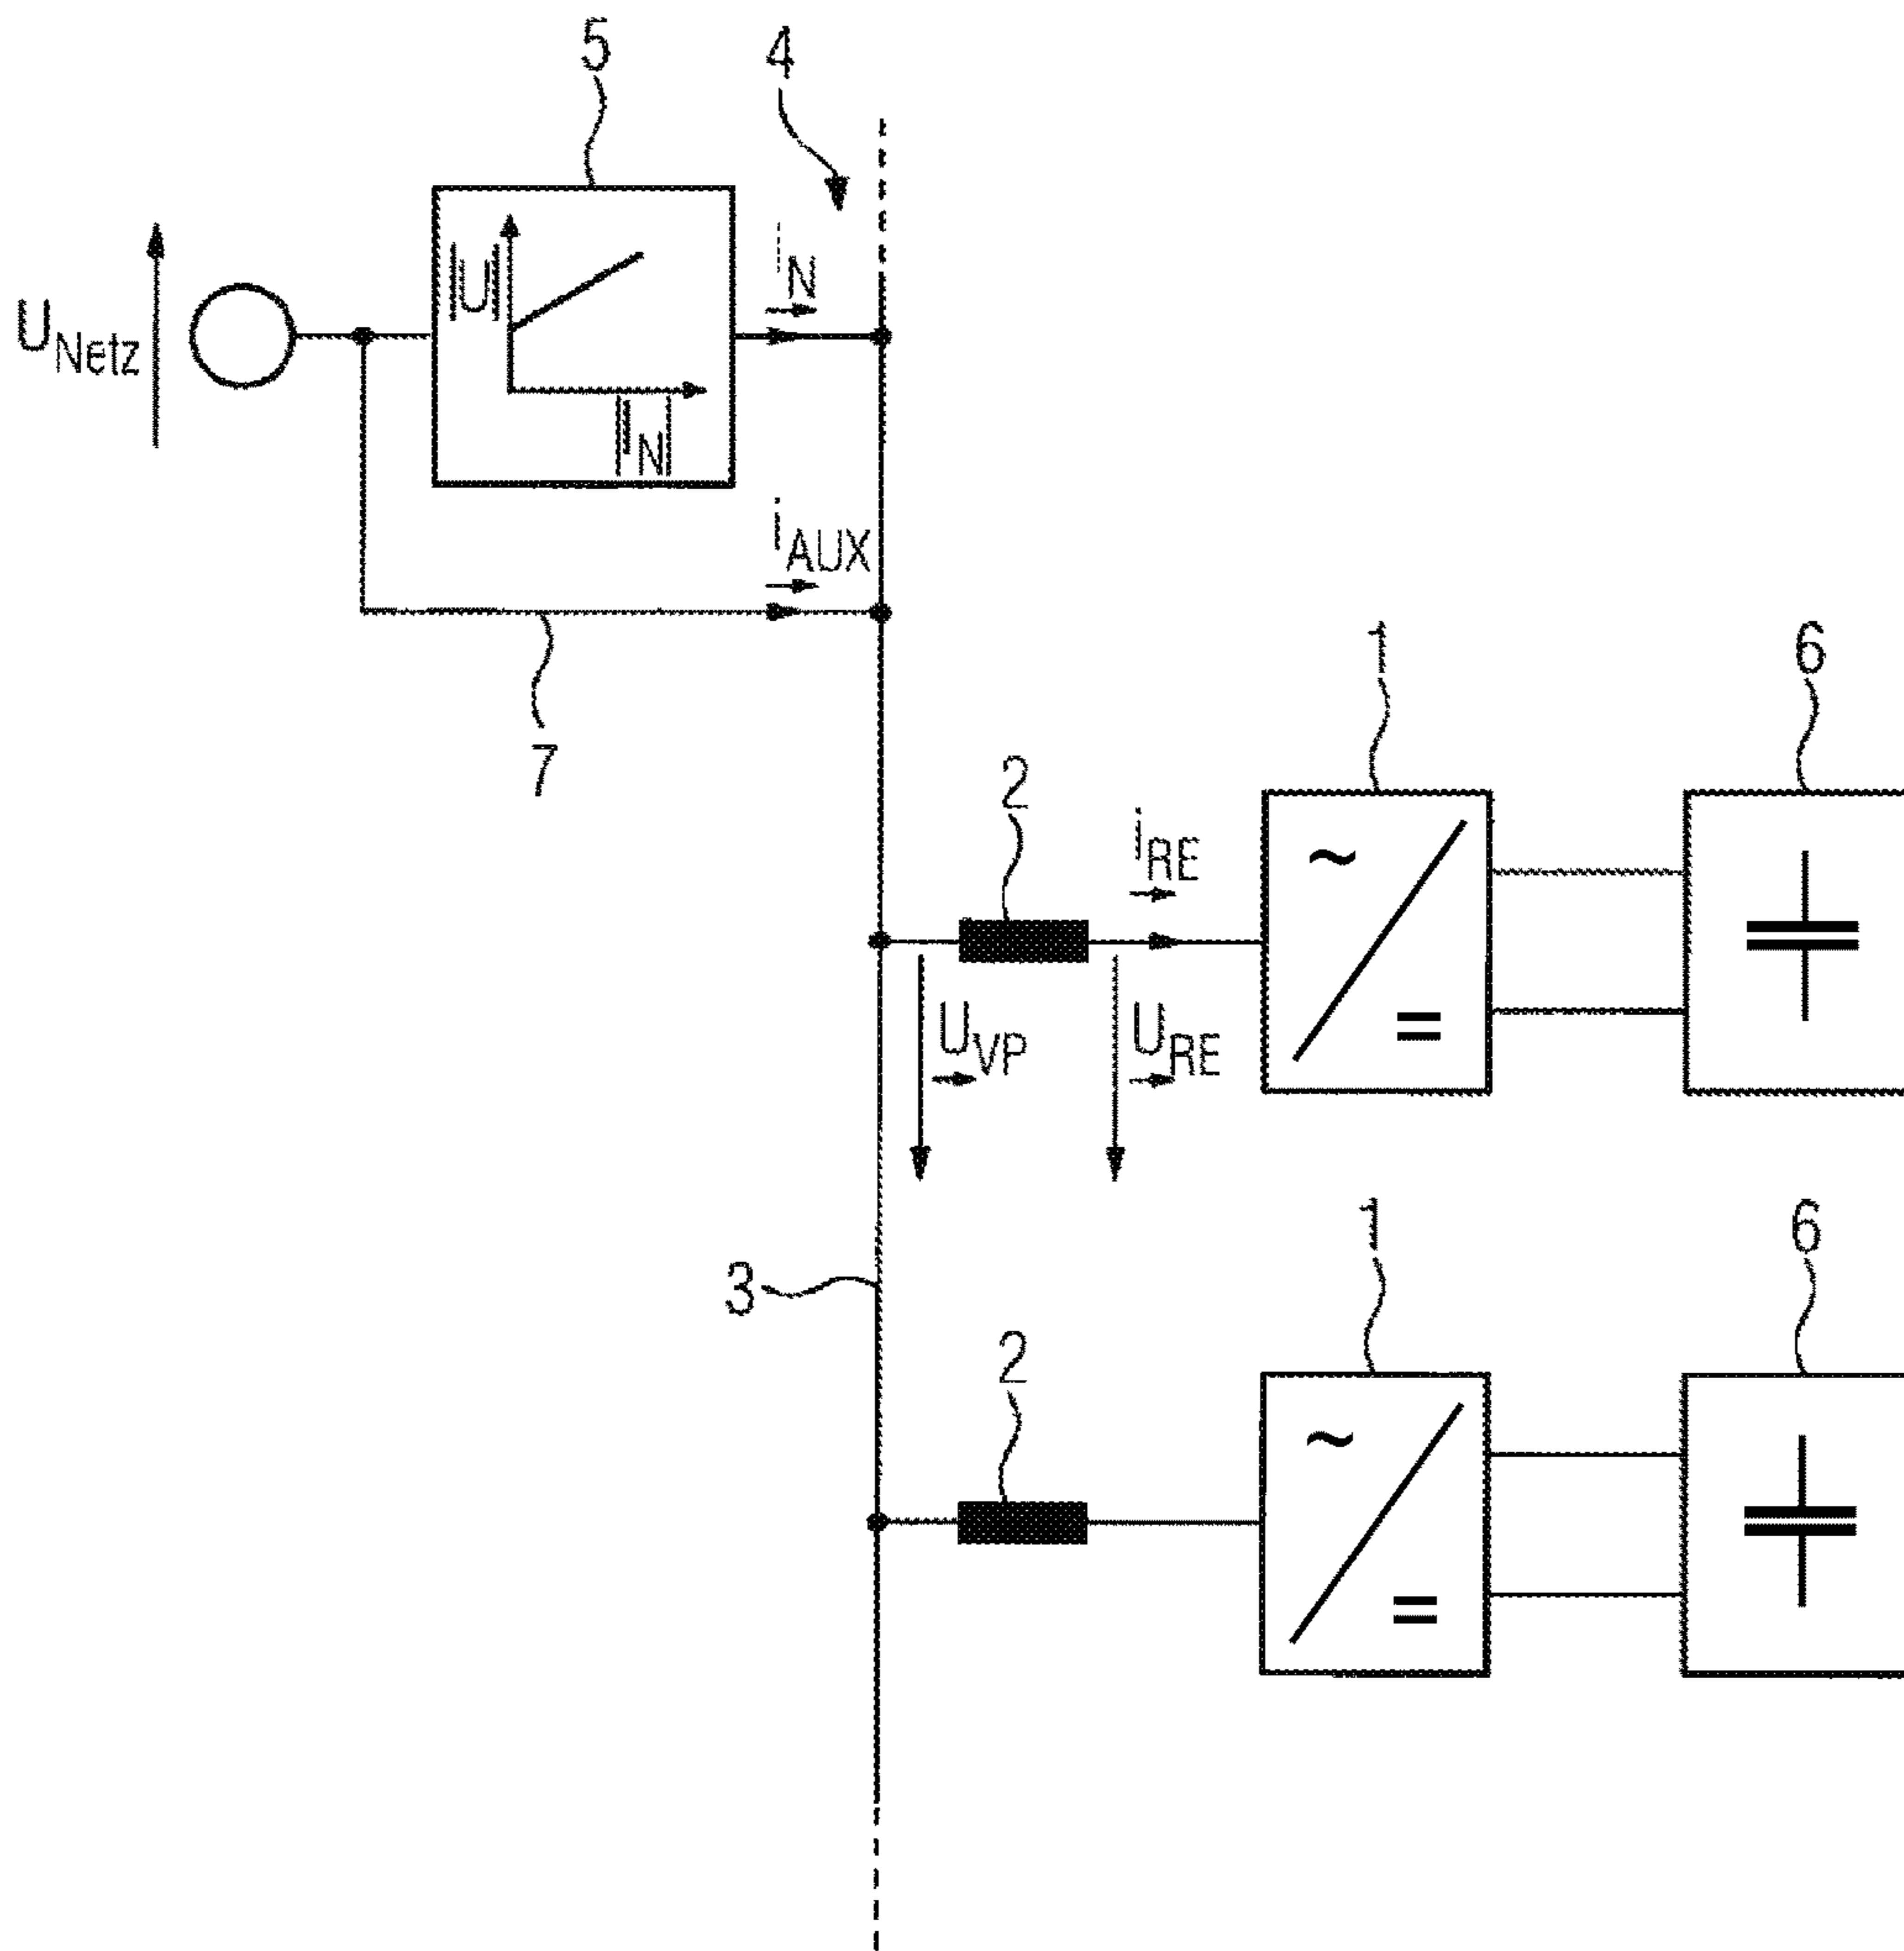 5
4
U_Netz
|U|
i_N
|I_N|
i_AUX
7
1
6
2
i_RE
~
=
U_VP
U_RE
3
1
6
2
~
=